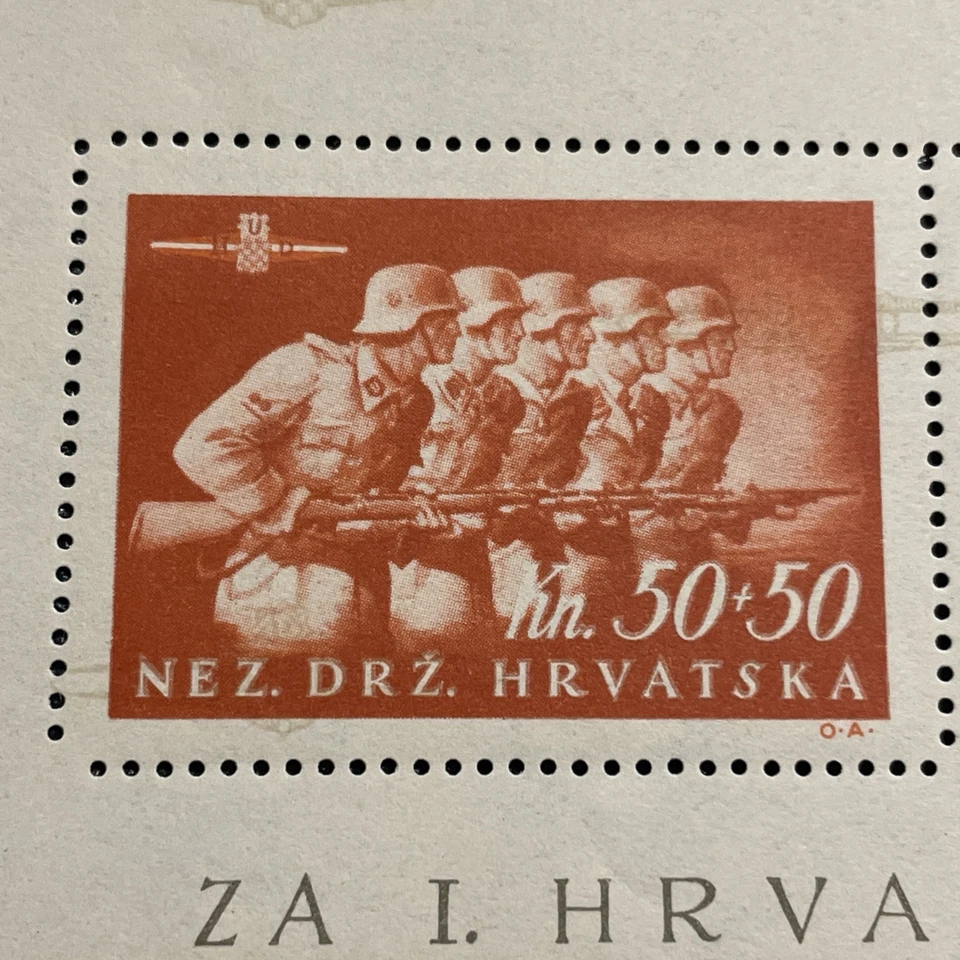 U
Kn. 50+50
NEZ. DRŽ. HRVATSKA
O·A·
ZA I. HRVA